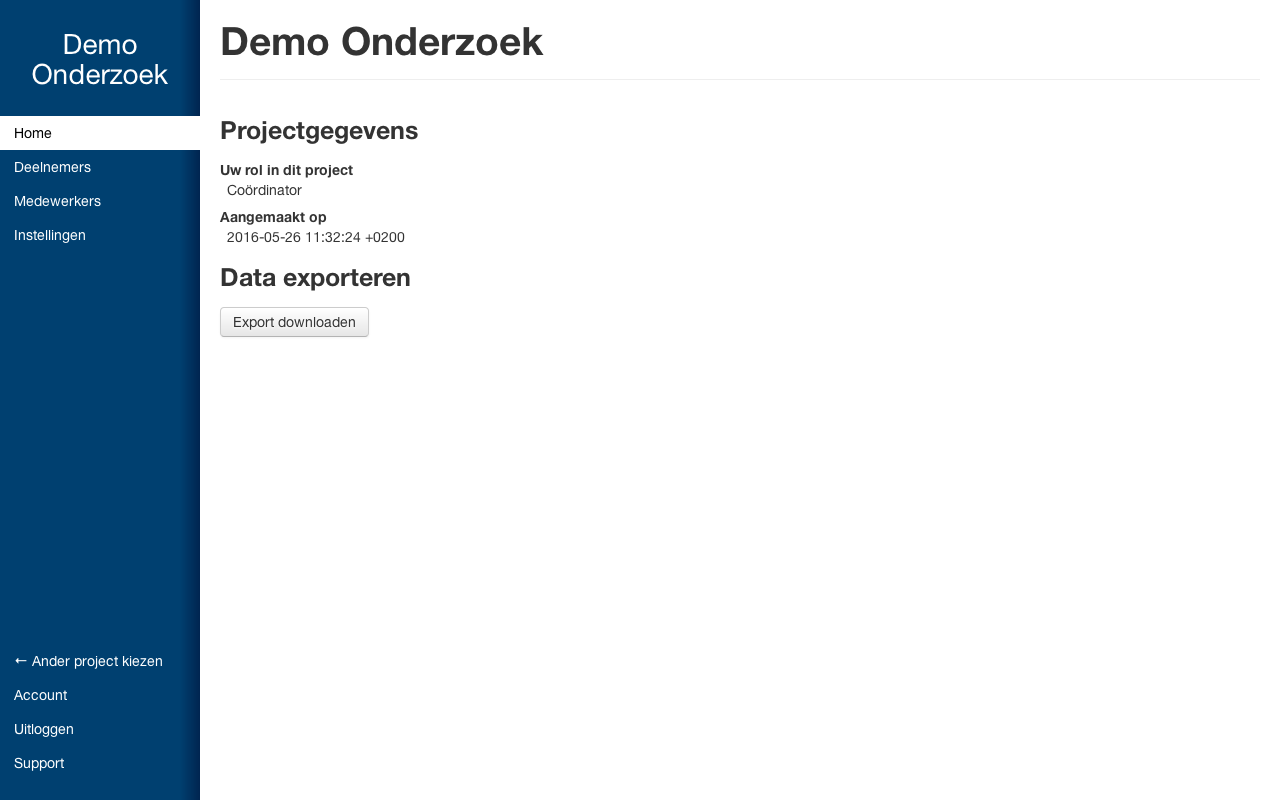 Demo
Onderzoek
Home
Deelnemers
Medewerkers
Instellingen
← Ander project kiezen
Account
Uitloggen
Support
Demo Onderzoek
Projectgegevens
Uw rol in dit project
Coördinator
Aangemaakt op
2016-05-26 11:32:24 +0200
Data exporteren
Export downloaden